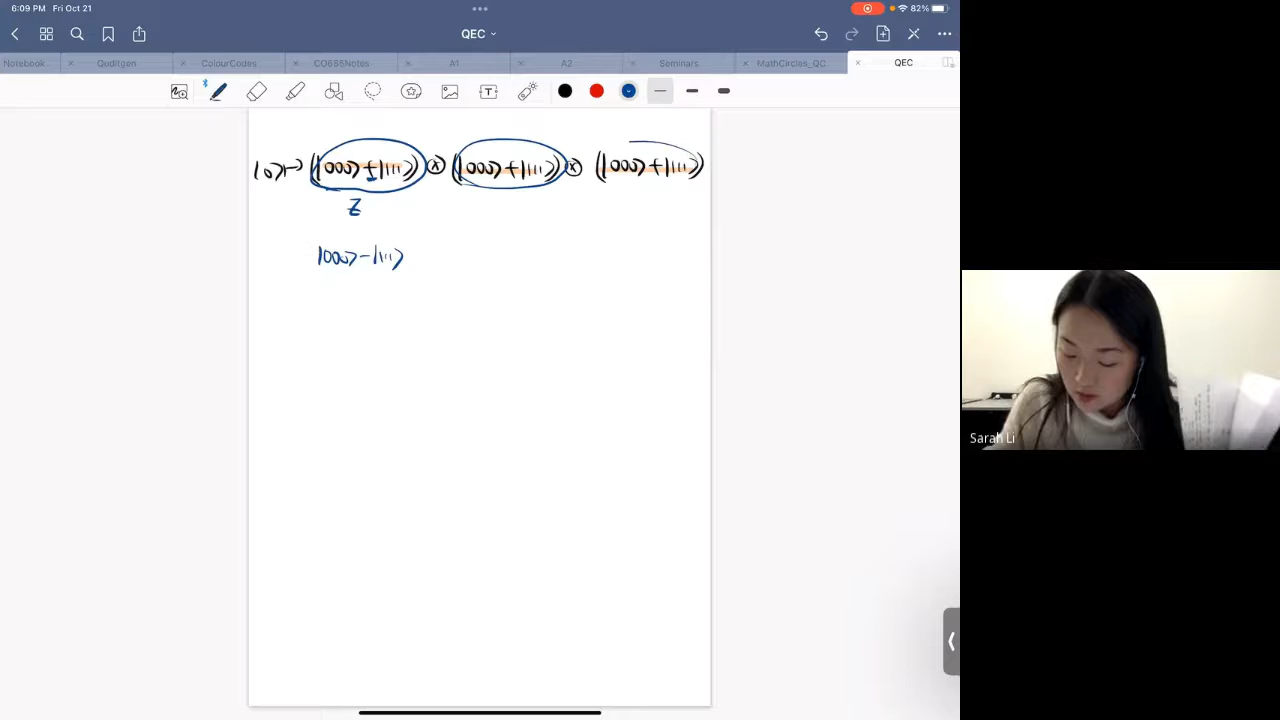 6:09 PM Fri Oct 21
82%
QEC
Notebook
Quditgen
ColourCodes
CO685Notes
A1
A2
Seminars
MathCircles_QC
QEC
|0⟩↦(|000⟩+|111⟩)⊗(|000⟩+|111⟩)⊗(|000⟩+|111⟩)
Z
|000⟩-|111⟩
Sarah Li